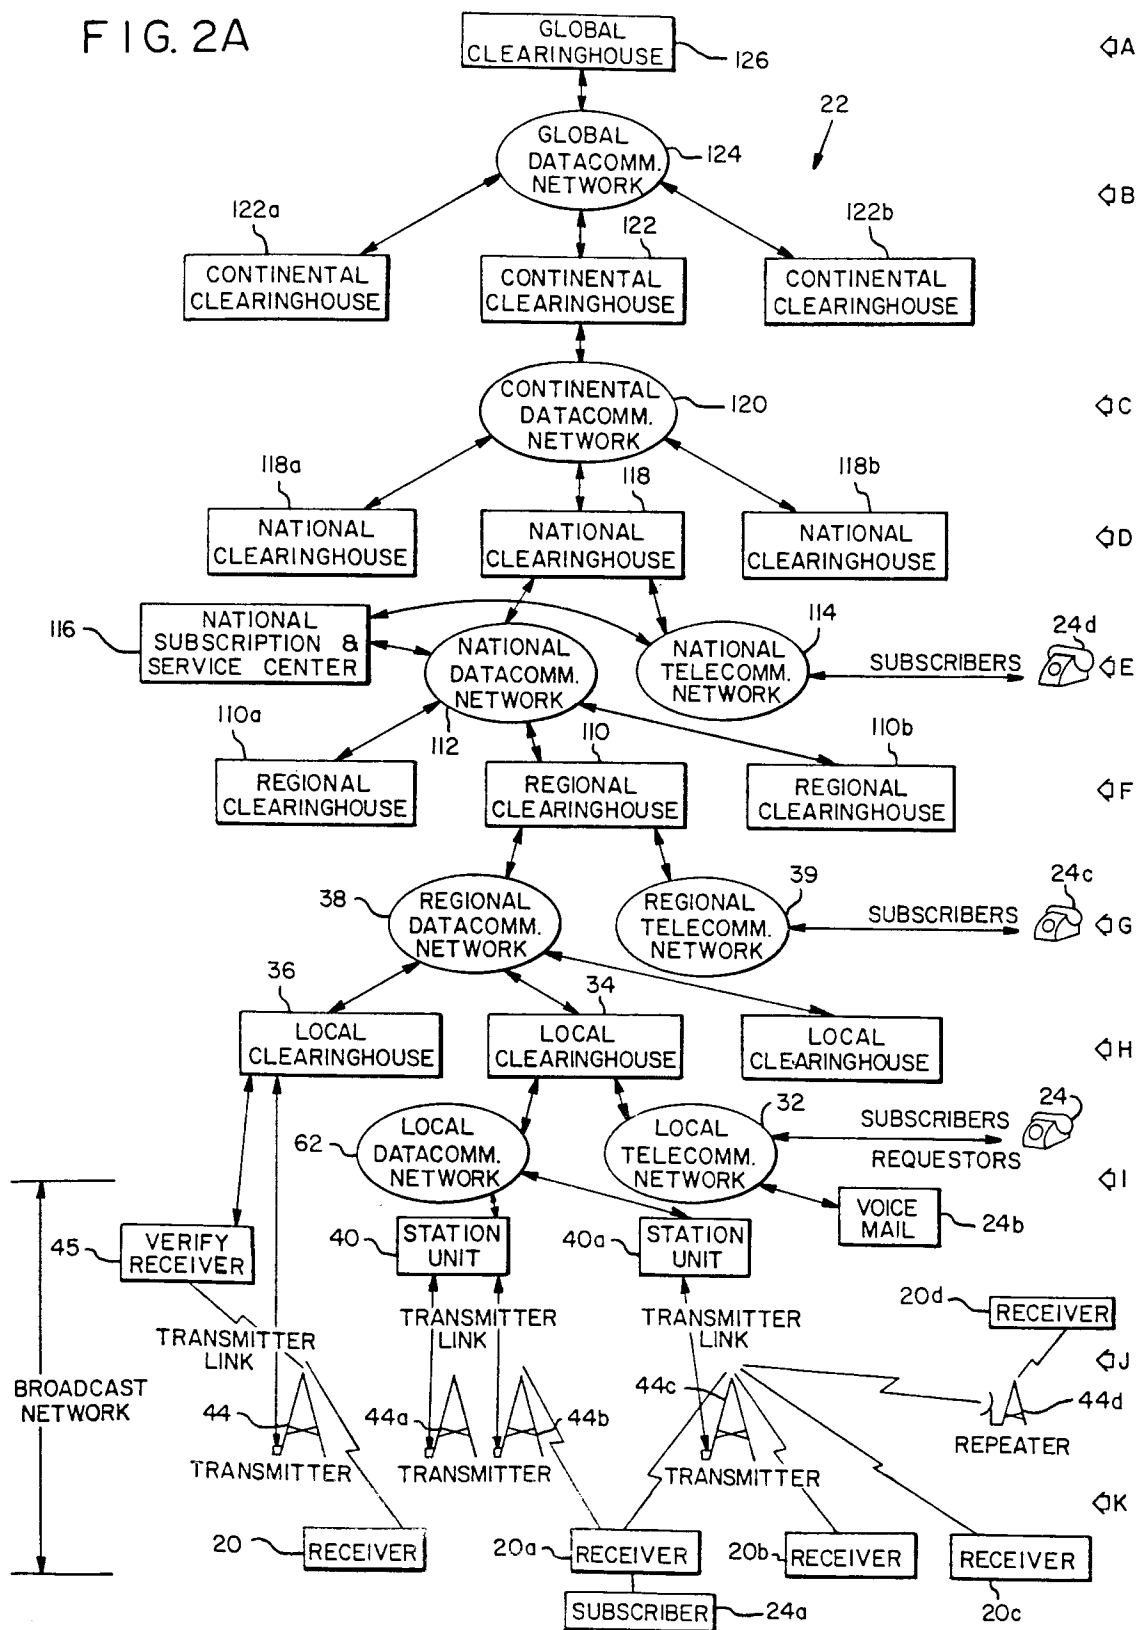 FIG. 2A
GLOBAL
CLEARINGHOUSE
126
A
22
GLOBAL
DATACOMM.
NETWORK
124
B
122a
122
122b
CONTINENTAL
CLEARINGHOUSE
CONTINENTAL
CLEARINGHOUSE
CONTINENTAL
CLEARINGHOUSE
CONTINENTAL
DATACOMM.
NETWORK
120
C
118a
118
118b
NATIONAL
CLEARINGHOUSE
NATIONAL
CLEARINGHOUSE
NATIONAL
CLEARINGHOUSE
D
116
NATIONAL
SUBSCRIPTION &
SERVICE CENTER
NATIONAL
DATACOMM.
NETWORK
112
NATIONAL
TELECOMM.
NETWORK
114
SUBSCRIBERS
24d
E
110a
110
110b
REGIONAL
CLEARINGHOUSE
REGIONAL
CLEARINGHOUSE
REGIONAL
CLEARINGHOUSE
F
38
REGIONAL
DATACOMM.
NETWORK
REGIONAL
TELECOMM.
NETWORK
39
SUBSCRIBERS
24c
G
36
34
LOCAL
CLEARINGHOUSE
LOCAL
CLEARINGHOUSE
LOCAL
CLEARINGHOUSE
H
62
LOCAL
DATACOMM.
NETWORK
LOCAL
TELECOMM.
NETWORK
32
SUBSCRIBERS
REQUESTORS
24
I
VOICE
MAIL
24b
45
VERIFY
RECEIVER
40
STATION
UNIT
40a
STATION
UNIT
20d
RECEIVER
TRANSMITTER
LINK
TRANSMITTER
LINK
TRANSMITTER
LINK
J
BROADCAST
NETWORK
44
44a
44b
44c
44d
TRANSMITTER
TRANSMITTER
TRANSMITTER
REPEATER
K
20
RECEIVER
20a
RECEIVER
20b
RECEIVER
RECEIVER
20c
SUBSCRIBER
24a